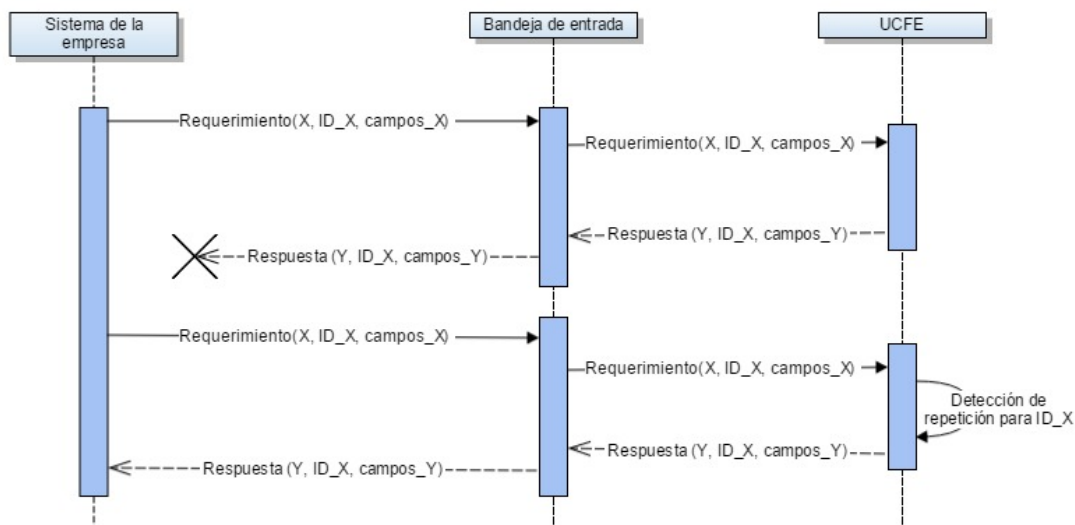 Sistema de la
empresa
Bandeja de entrada
UCFE
Requerimiento(X, ID_X, campos_X)
Requerimiento(X, ID_X, campos_X)
Respuesta (Y, ID_X, campos_Y)
Respuesta (Y, ID_X, campos_Y)
Requerimiento(X, ID_X, campos_X)
Requerimiento(X, ID_X, campos_X)
Detección de
repetición para ID_X
Respuesta (Y, ID_X, campos_Y)
Respuesta (Y, ID_X, campos_Y)